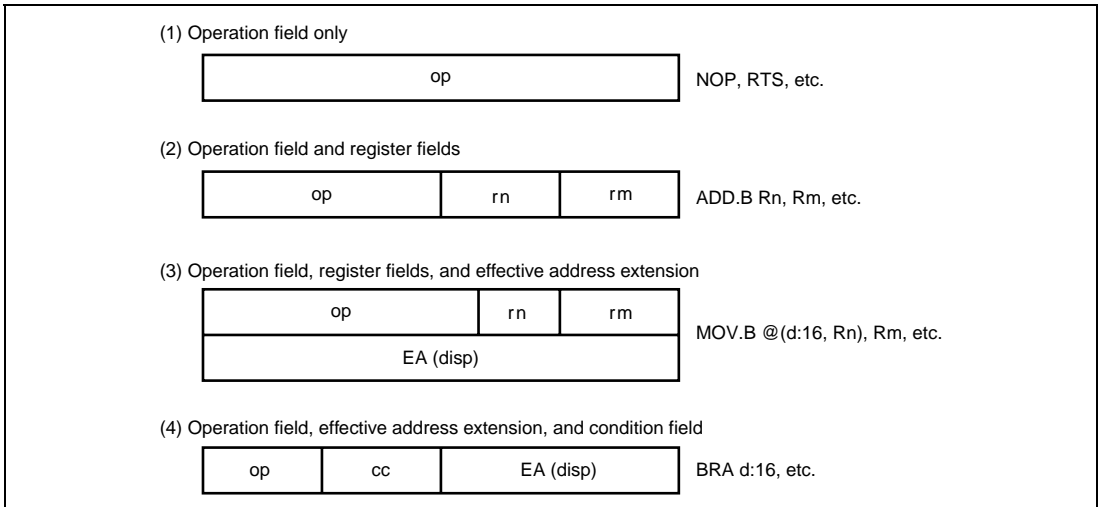 (1) Operation field only
op
NOP, RTS, etc.
(2) Operation field and register fields
op rn rm
ADD.B Rn, Rm, etc.
(3) Operation field, register fields, and effective address extension
op rn rm
EA (disp)
MOV.B @(d:16, Rn), Rm, etc.
(4) Operation field, effective address extension, and condition field
op cc EA (disp)
BRA d:16, etc.